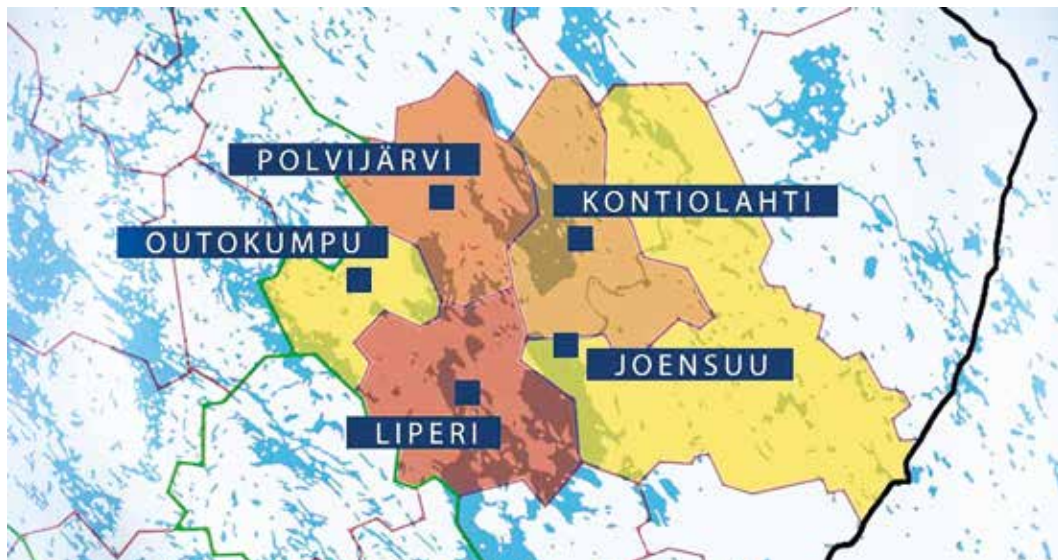 POLVIJÄRVI
KONTIOLAHTI
OUTOKUMPU
JOENSUU
LIPERI